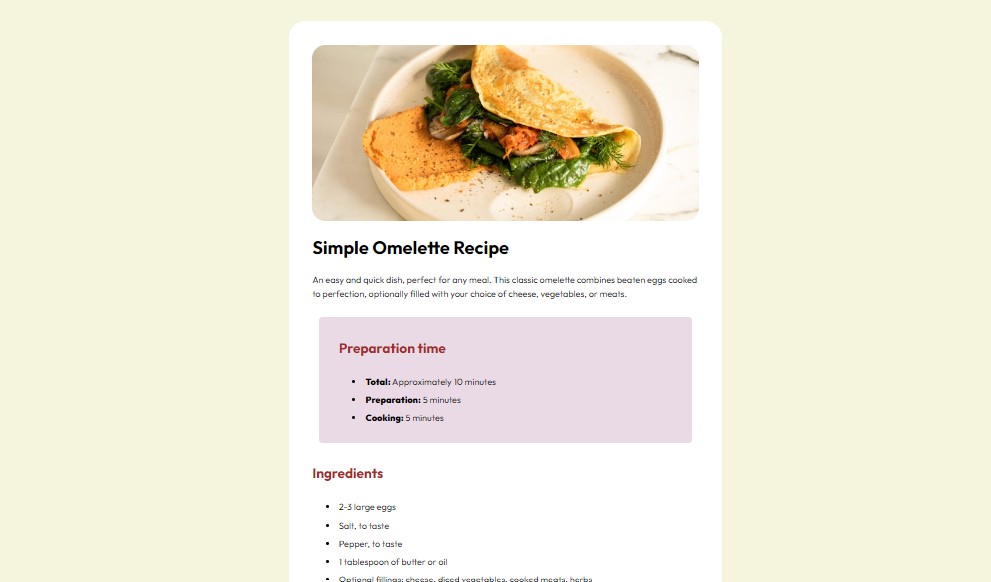 Simple Omelette Recipe
An easy and quick dish, perfect for any meal. This classic omelette combines beaten eggs cooked
to perfection, optionally filled with your choice of cheese, vegetables, or meats.
Preparation time
Total: Approximately 10 minutes
Preparation: 5 minutes
Cooking: 5 minutes
Ingredients
2-3 large eggs
Salt, to taste
Pepper, to taste
1 tablespoon of butter or oil
Optional fillings: cheese, diced vegetables, cooked meats, herbs